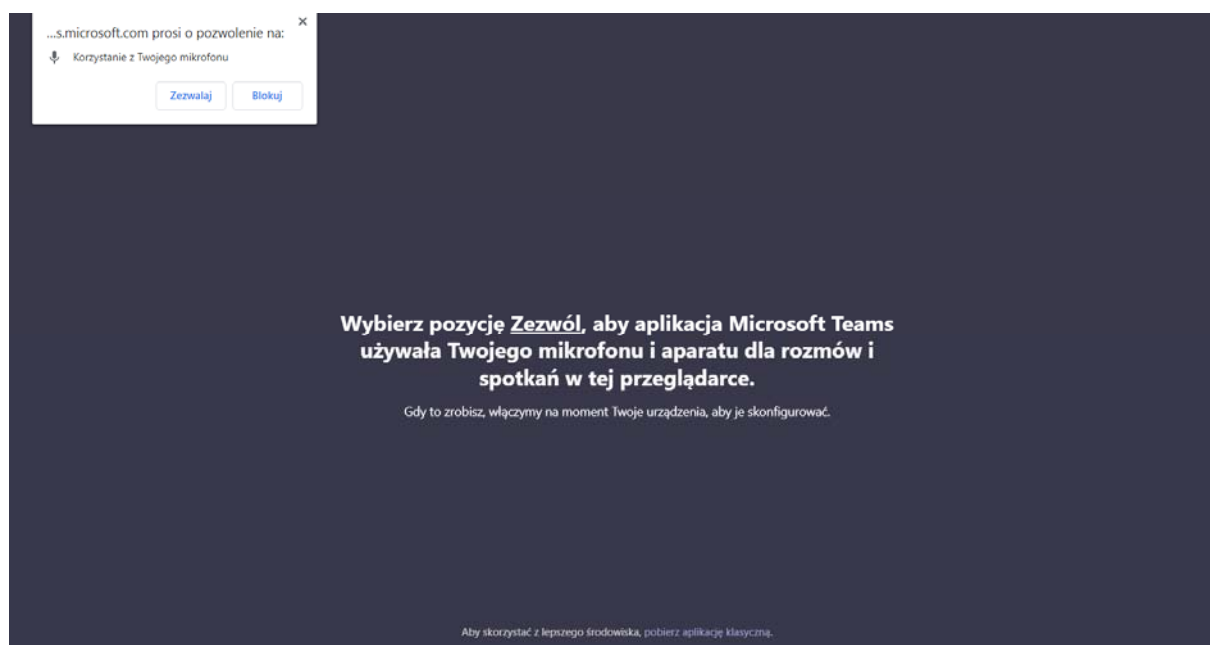 ...s.microsoft.com prosi o pozwolenie na:
Korzystanie z Twojego mikrofonu
Zezwalaj Blokuj
Wybierz pozycję Zezwól, aby aplikacja Microsoft Teams
używała Twojego mikrofonu i aparatu dla rozmów i
spotkań w tej przeglądarce.
Gdy to zrobisz, włączymy na moment Twoje urządzenia, aby je skonfigurować.
Aby skorzystać z lepszego środowiska, pobierz aplikację klasyczną.